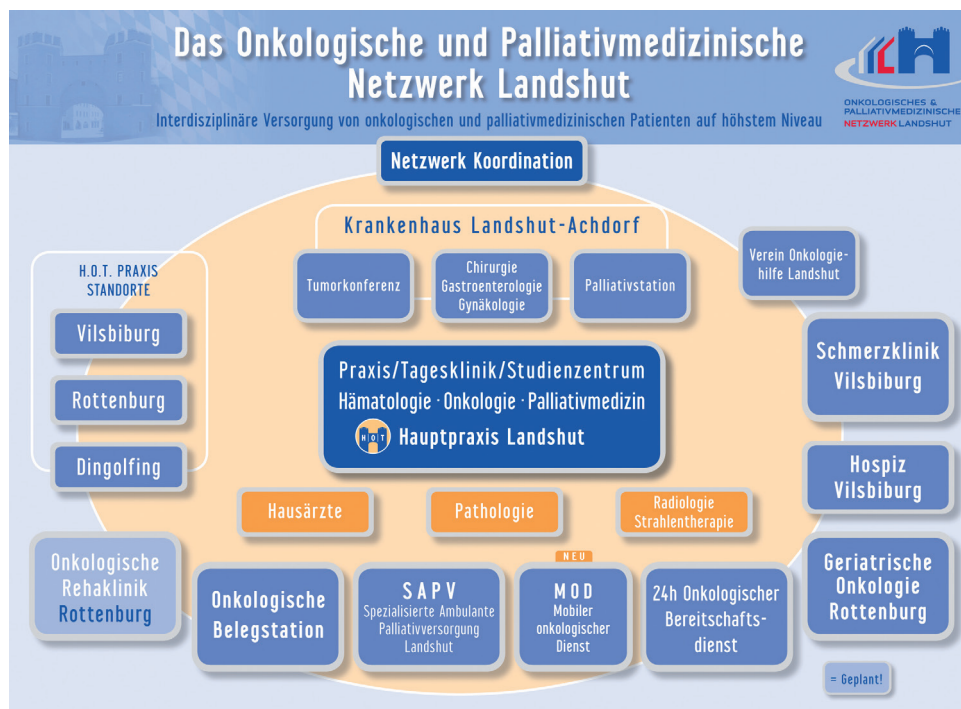 Das Onkologische und Palliativmedizinische
Netzwerk Landshut
Interdisziplinäre Versorgung von onkologischen und palliativmedizinischen Patienten auf höhstem Niveau
ONKOLOGISCHES &
PALLIATIVMEDIZINISCHES
NETZWERK LANDSHUT
Netzwerk Koordination
Krankenhaus Landshut-Achdorf
Tumorkonferenz
Chirurgie
Gastroenterologie
Gynäkologie
Palliativstation
Verein Onkologie-
hilfe Landshut
H.O.T. PRAXIS
STANDORTE
Vilsbiburg
Rottenburg
Dingolfing
Praxis/Tagesklinik/Studienzentrum
Hämatologie · Onkologie · Palliativmedizin
HOT Hauptpraxis Landshut
Schmerzklinik
Vilsbiburg
Hospiz
Vilsbiburg
Hausärzte
Pathologie
Radiologie
Strahlentherapie
Onkologische
Rehaklinik
Rottenburg
Onkologische
Belegstation
SAPV
Spezialisierte Ambulante
Palliativversorgung
Landshut
NEU
MOD
Mobiler
onkologischer
Dienst
24h Onkologischer
Bereitschafts-
dienst
Geriatrische
Onkologie
Rottenburg
= Geplant!